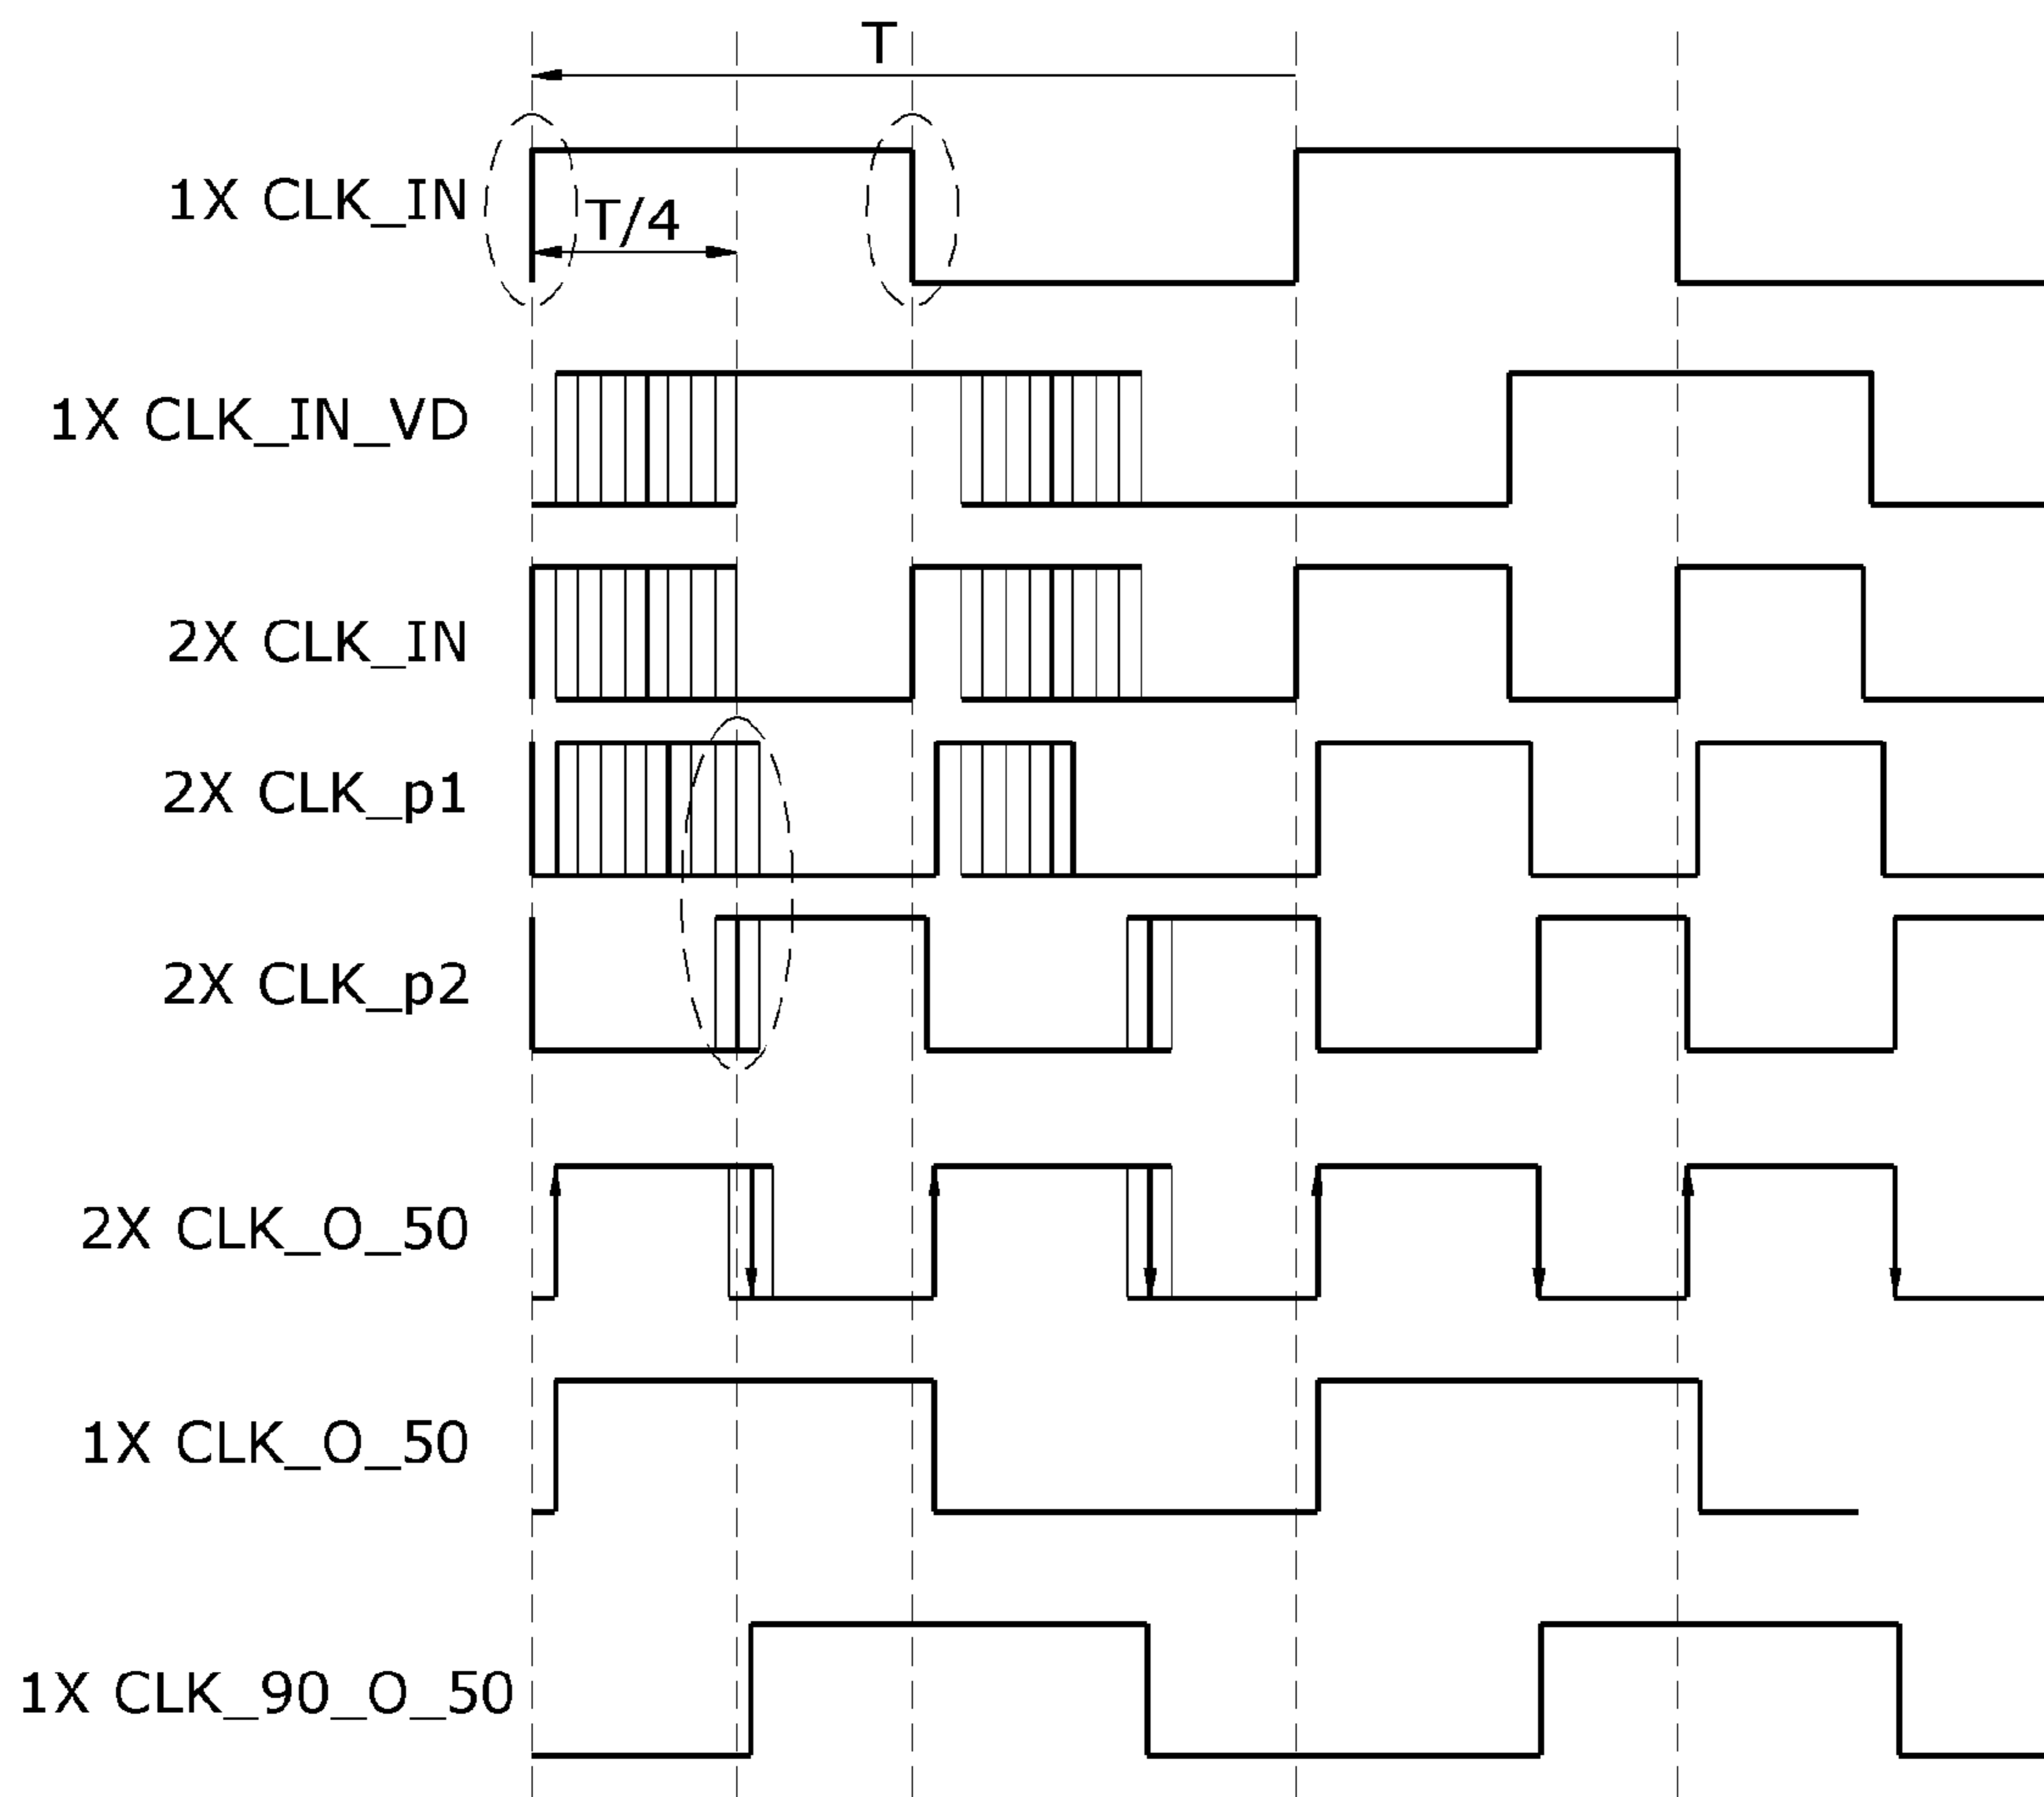 T
1X CLK_IN
T/4
1X CLK_IN_VD
2X CLK_IN
2X CLK_p1
2X CLK_p2
2X CLK_O_50
1X CLK_O_50
1X CLK_90_O_50